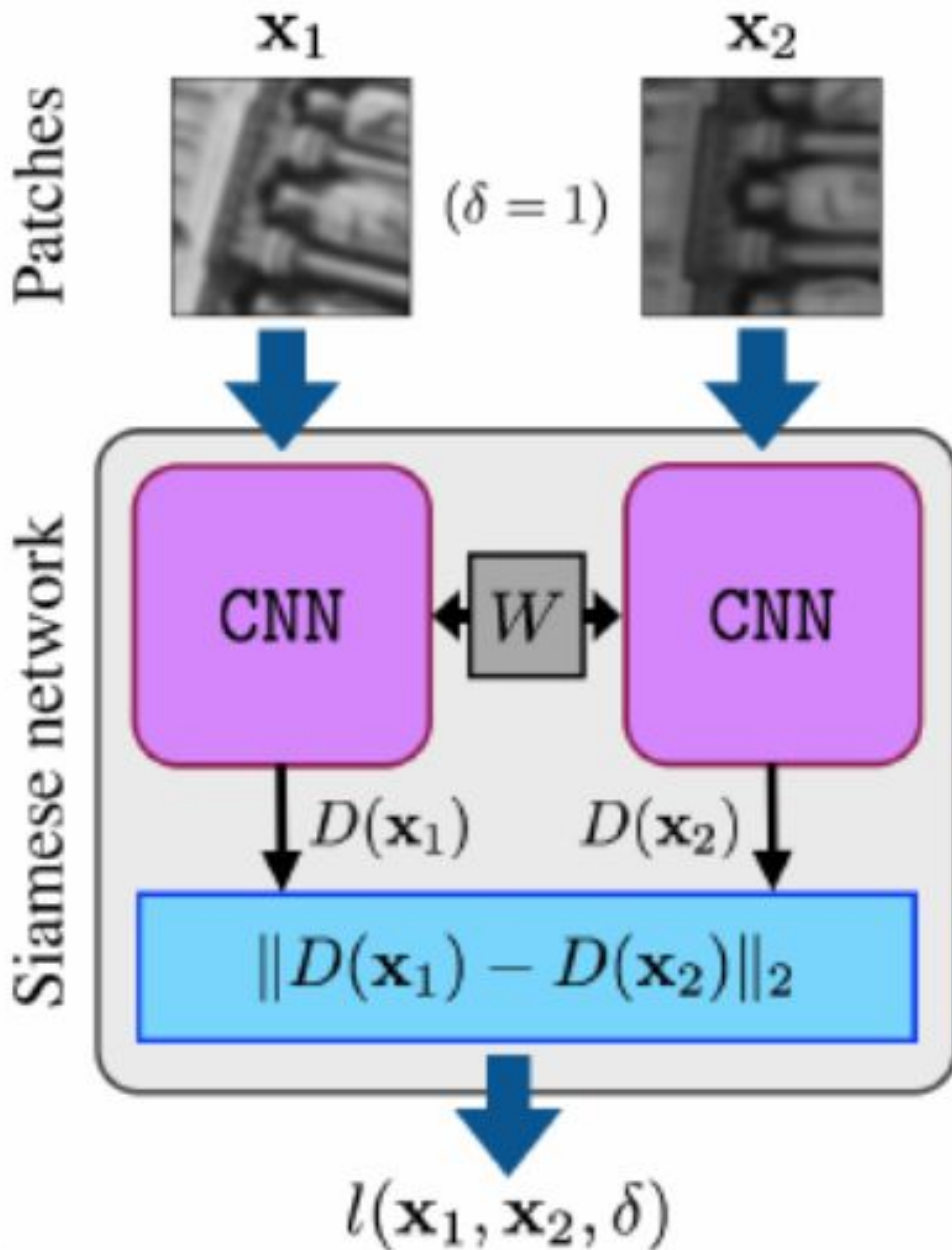 x₁ x₂
Patches
(δ = 1)
Siamese network
CNN W CNN
D(x₁) D(x₂)
‖D(x₁) − D(x₂)‖₂
l(x₁, x₂, δ)